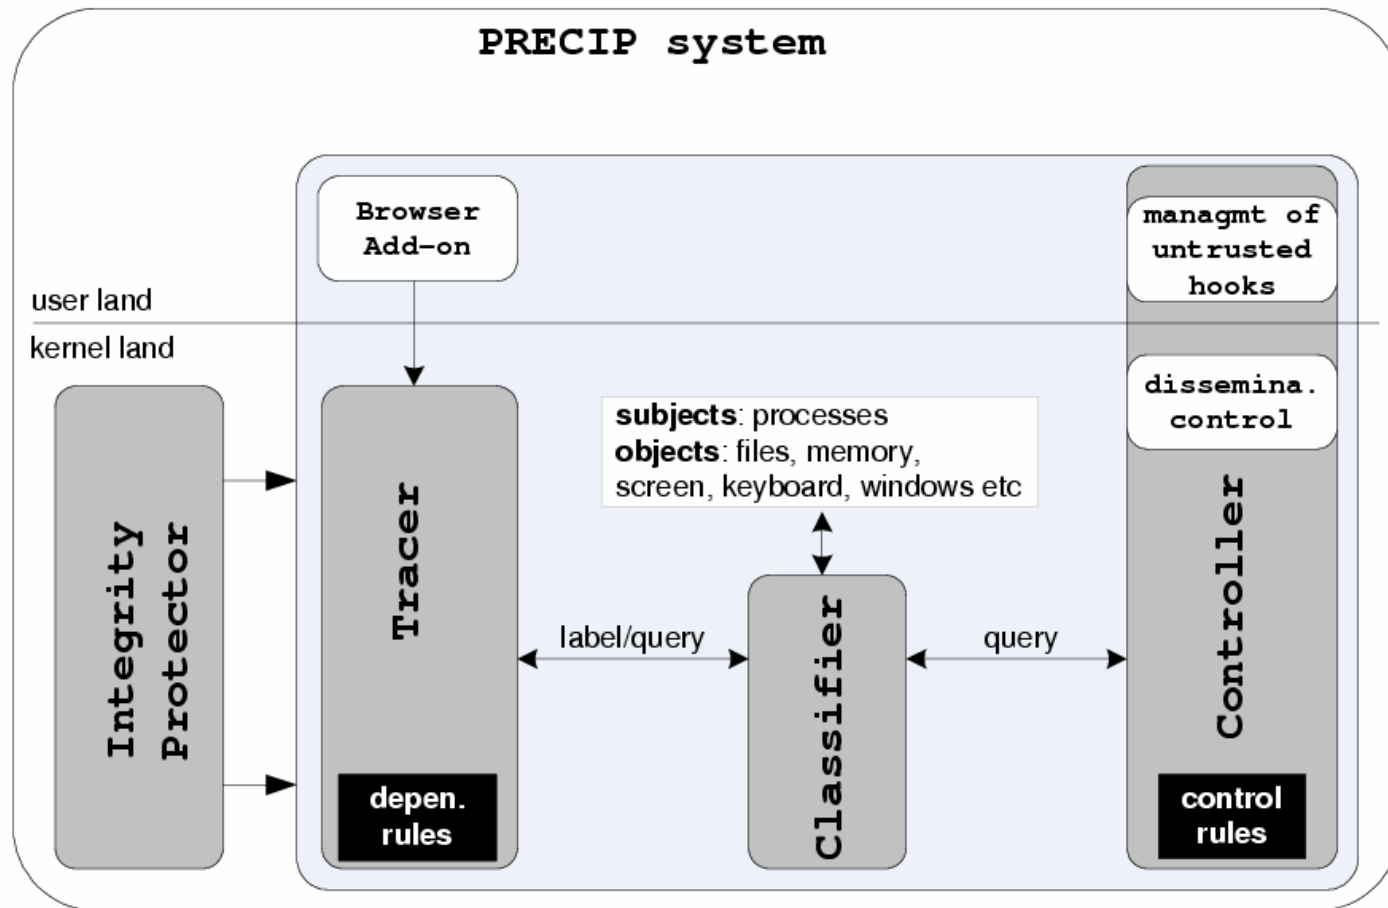 PRECIP system
Browser
Add-on
managmt of
untrusted
hooks
user land
kernel land
dissemina.
control
subjects: processes
objects: files, memory,
screen, keyboard, windows etc
Integrity
Protector
Tracer
label/query
Classifier
query
Controller
depen.
rules
control
rules